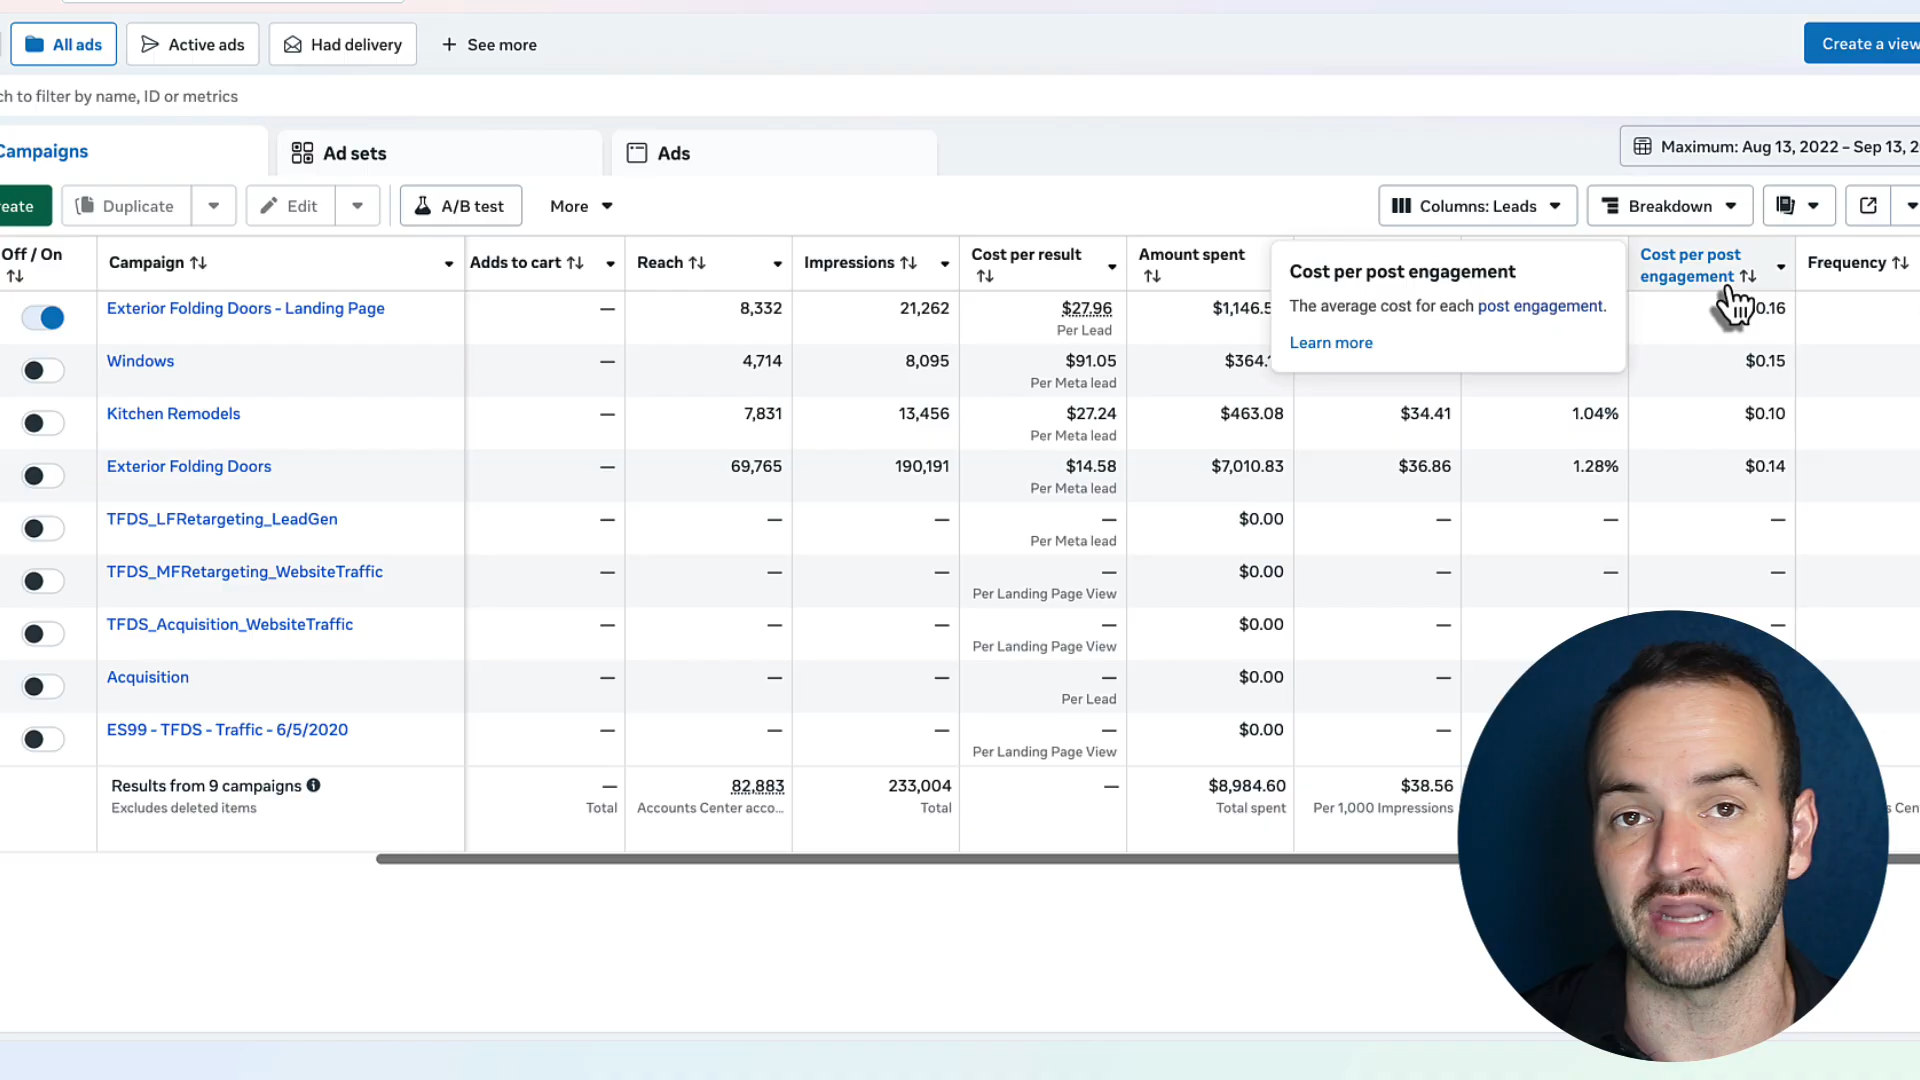 All ads
Active ads
Had delivery
+ See more
Create a view
ch to filter by name, ID or metrics
Campaigns
Ad sets
Ads
Maximum: Aug 13, 2022 – Sep 13, 2
eate
Duplicate
Edit
A/B test
More
Columns: Leads
Breakdown
Off / On
Campaign
Adds to cart
Reach
Impressions
Cost per result
Amount spent
Cost per post engagement
The average cost for each post engagement.
Learn more
Cost per post
engagement
Frequency
Exterior Folding Doors - Landing Page — 8,332 21,262 $27.96 $1,146.5 0.16
Per Lead
Windows — 4,714 8,095 $91.05 $364. $0.15
Per Meta lead
Kitchen Remodels — 7,831 13,456 $27.24 $463.08 $34.41 1.04% $0.10
Per Meta lead
Exterior Folding Doors — 69,765 190,191 $14.58 $7,010.83 $36.86 1.28% $0.14
Per Meta lead
TFDS_LFRetargeting_LeadGen — — — — $0.00 — — —
Per Meta lead
TFDS_MFRetargeting_WebsiteTraffic — — — — $0.00 — — —
Per Landing Page View
TFDS_Acquisition_WebsiteTraffic — — — — $0.00 — —
Per Landing Page View
Acquisition — — — — $0.00 —
Per Lead
ES99 - TFDS - Traffic - 6/5/2020 — — — — $0.00 —
Per Landing Page View
Results from 9 campaigns — 82,883 233,004 — $8,984.60 $38.56
Excludes deleted items Total Accounts Center acco... Total Total spent Per 1,000 Impressions s Cen